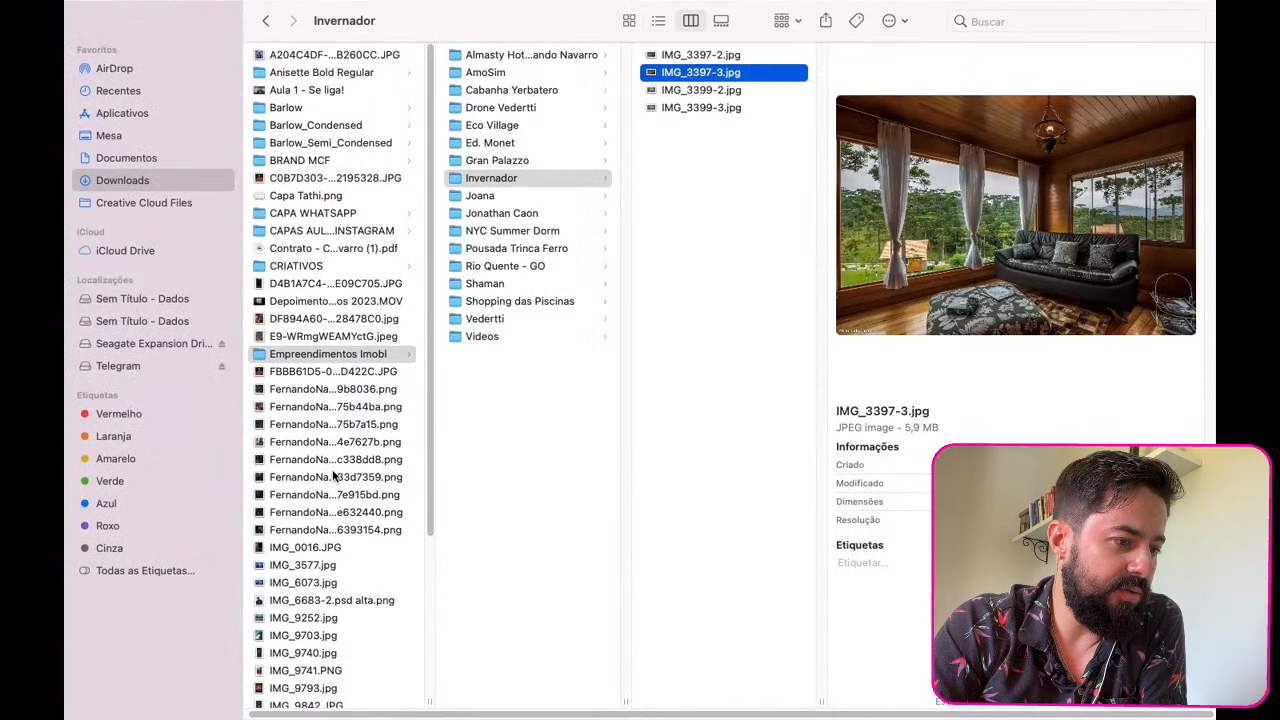 Invernador
Buscar
Favoritos
AirDrop
Recentes
Aplicativos
Mesa
Documentos
Downloads
Creative Cloud Files
iCloud
iCloud Drive
Localizações
Sem Título - Dados
Sem Título - Dados
Seagate Expansion Dri...
Telegram
Etiquetas
Vermelho
Laranja
Amarelo
Verde
Azul
Roxo
Cinza
Todas as Etiquetas...
A204C4DF-...B260CC.JPG
Anisette Bold Regular
Aula 1 - Se liga!
Barlow
Barlow_Condensed
Barlow_Semi_Condensed
BRAND MCF
C0B7D303-...2195328.JPG
Capa Tathi.png
CAPA WHATSAPP
CAPAS AUL...INSTAGRAM
Contrato - C...varro (1).pdf
CRIATIVOS
D4B1A7C4-...E09C705.JPG
Depoimento...os 2023.MOV
DF894A60-...28478C0.jpg
E9-WRmgWEAMYctG.jpeg
Empreendimentos Imobl
FBBB61D5-0...D422C.JPG
FernandoNa...9b8036.png
FernandoNa...75b44ba.png
FernandoNa...75b7a15.png
FernandoNa...4e7627b.png
FernandoNa...c338dd8.png
FernandoNa...33d7359.png
FernandoNa...7e915bd.png
FernandoNa...e632440.png
FernandoNa...6393154.png
IMG_0016.JPG
IMG_3577.jpg
IMG_6073.jpg
IMG_6683-2.psd alta.png
IMG_9252.jpg
IMG_9703.jpg
IMG_9740.jpg
IMG_9741.PNG
IMG_9793.jpg
IMG_9842.JPG
Almasty Hot...ando Navarro
AmoSim
Cabanha Yerbatero
Drone Vedertti
Eco Village
Ed. Monet
Gran Palazzo
Invernador
Joana
Jonathan Caon
NYC Summer Dorm
Pousada Trinca Ferro
Rio Quente - GO
Shaman
Shopping das Piscinas
Vedertti
Videos
IMG_3397-2.jpg
IMG_3397-3.jpg
IMG_3399-2.jpg
IMG_3399-3.jpg
IMG_3397-3.jpg
JPEG image - 5,9 MB
Informações
Criado
Modificado
Dimensões
Resolução
Etiquetas
Etiquetar...